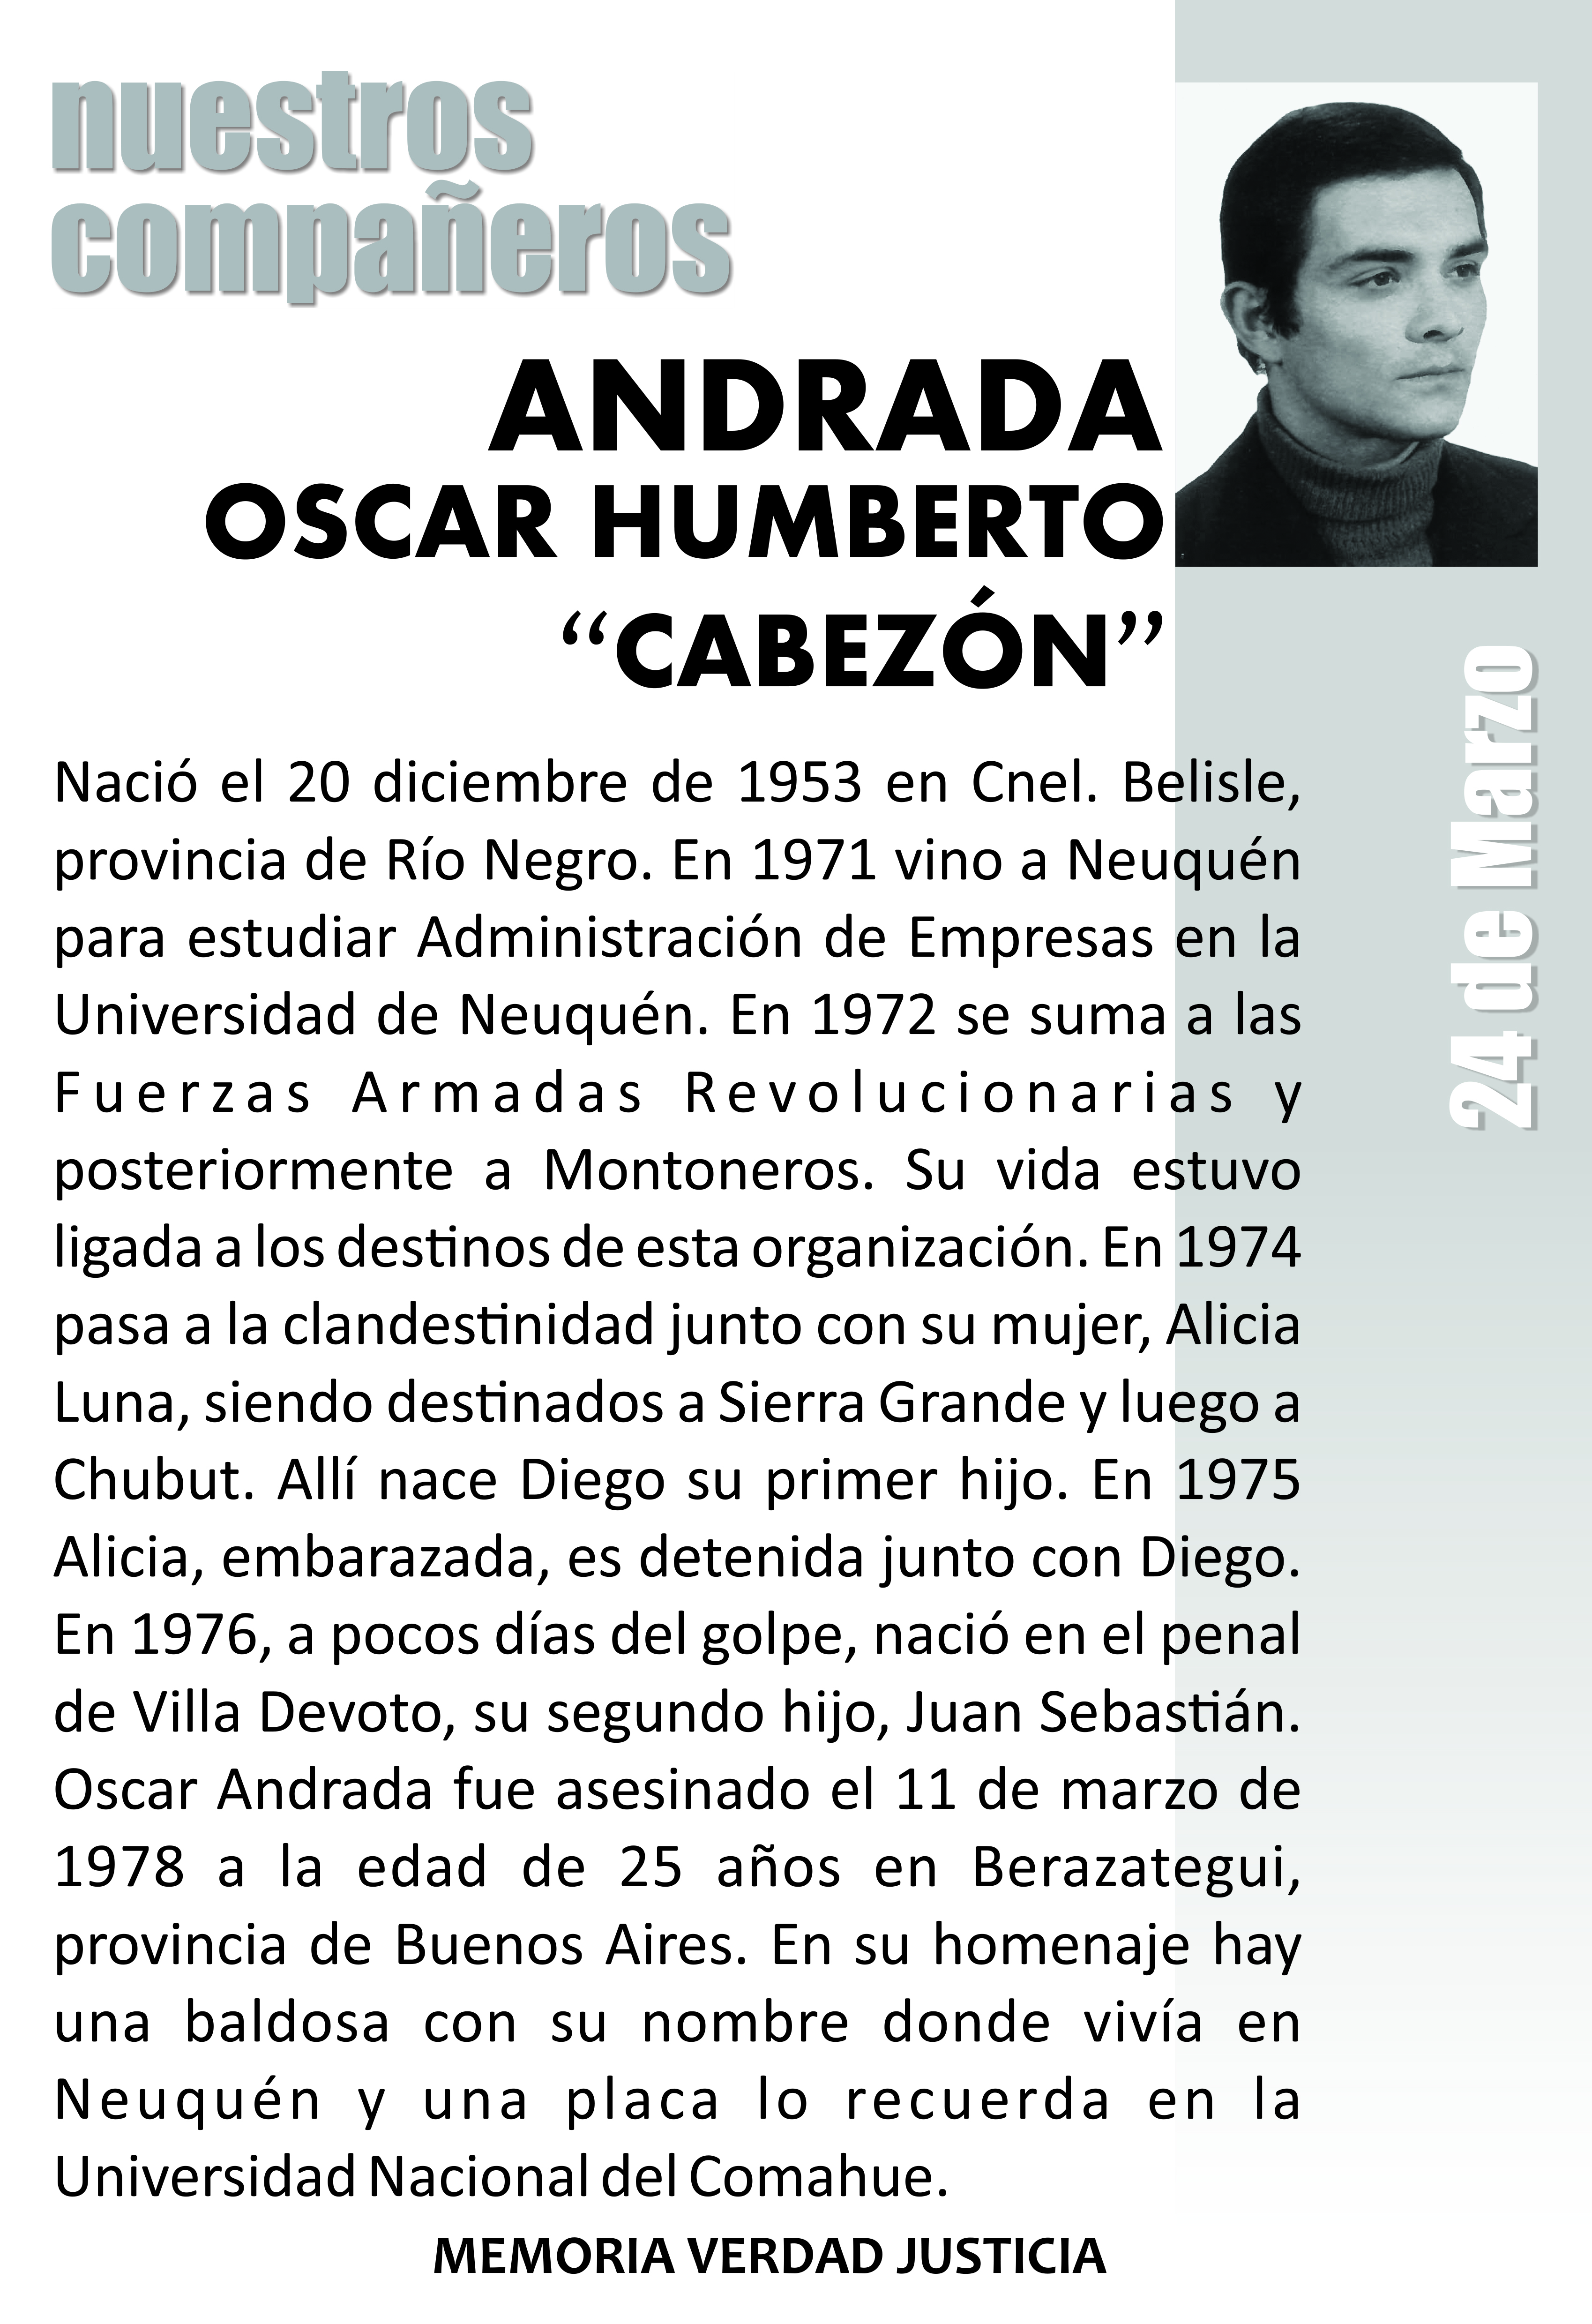 nuestros
compañeros
ANDRADA
OSCAR HUMBERTO
“CABEZÓN”
24 de Marzo
Nació el 20 diciembre de 1953 en Cnel. Belisle,
provincia de Río Negro. En 1971 vino a Neuquén
para estudiar Administración de Empresas en la
Universidad de Neuquén. En 1972 se suma a las
Fuerzas Armadas Revolucionarias y
posteriormente a Montoneros. Su vida estuvo
ligada a los destinos de esta organización. En 1974
pasa a la clandestinidad junto con su mujer, Alicia
Luna, siendo destinados a Sierra Grande y luego a
Chubut. Allí nace Diego su primer hijo. En 1975
Alicia, embarazada, es detenida junto con Diego.
En 1976, a pocos días del golpe, nació en el penal
de Villa Devoto, su segundo hijo, Juan Sebastián.
Oscar Andrada fue asesinado el 11 de marzo de
1978 a la edad de 25 años en Berazategui,
provincia de Buenos Aires. En su homenaje hay
una baldosa con su nombre donde vivía en
Neuquén y una placa lo recuerda en la
Universidad Nacional del Comahue.
MEMORIA VERDAD JUSTICIA